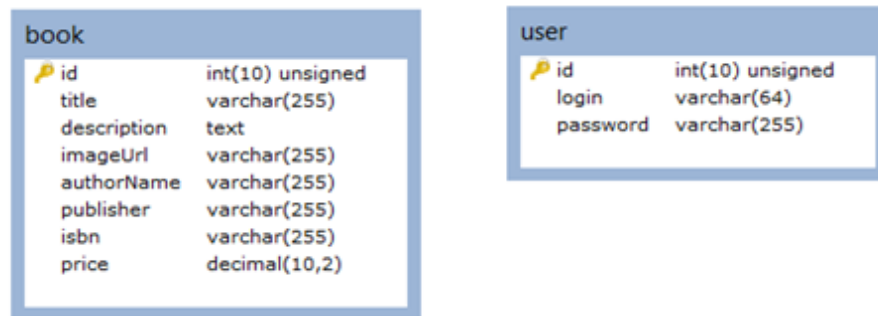 book
id int(10) unsigned
title varchar(255)
description text
imageUrl varchar(255)
authorName varchar(255)
publisher varchar(255)
isbn varchar(255)
price decimal(10,2)
user
id int(10) unsigned
login varchar(64)
password varchar(255)